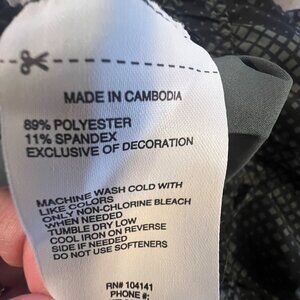 MADE IN CAMBODIA
89% POLYESTER
11% SPANDEX
EXCLUSIVE OF DECORATION
MACHINE WASH COLD WITH
LIKE COLORS
ONLY NON-CHLORINE BLEACH
WHEN NEEDED
TUMBLE DRY LOW
COOL IRON ON REVERSE
SIDE IF NEEDED
DO NOT USE SOFTENERS
RN# 104141
PHONE #: